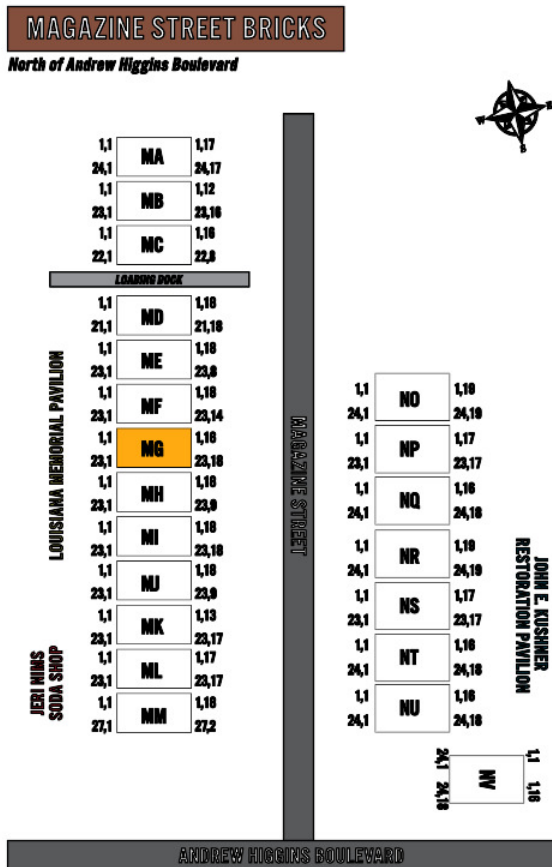 MAGAZINE STREET BRICKS
North of Andrew Higgins Boulevard
N
W
E
S
1,1 MA 1,17
24,1 24,17
1,1 MB 1,12
23,1 23,16
1,1 MC 1,16
22,1 22,8
LOADING DOCK
1,1 MD 1,18
21,1 21,18
1,1 ME 1,18
23,1 23,8
1,1 MF 1,18
23,1 23,14
1,1 MG 1,16
23,1 23,18
1,1 MH 1,18
23,1 23,9
1,1 MI 1,18
23,1 23,18
1,1 MJ 1,18
23,1 23,9
1,1 MK 1,13
23,1 23,17
1,1 ML 1,17
23,1 23,17
1,1 MM 1,18
27,1 27,2
LOUISIANA MEMORIAL PAVILION
JERI NIMS
SODA SHOP
MAGAZINE STREET
1,1 NO 1,19
24,1 24,19
1,1 NP 1,17
23,1 23,17
1,1 NQ 1,16
24,1 24,18
1,1 NR 1,19
24,1 24,19
1,1 NS 1,17
23,1 23,17
1,1 NT 1,16
24,1 24,18
1,1 NU 1,16
24,1 24,18
JOHN E. KUSHNER
RESTORATION PAVILION
24,1 NV 1,1
24,18 1,16
ANDREW HIGGINS BOULEVARD